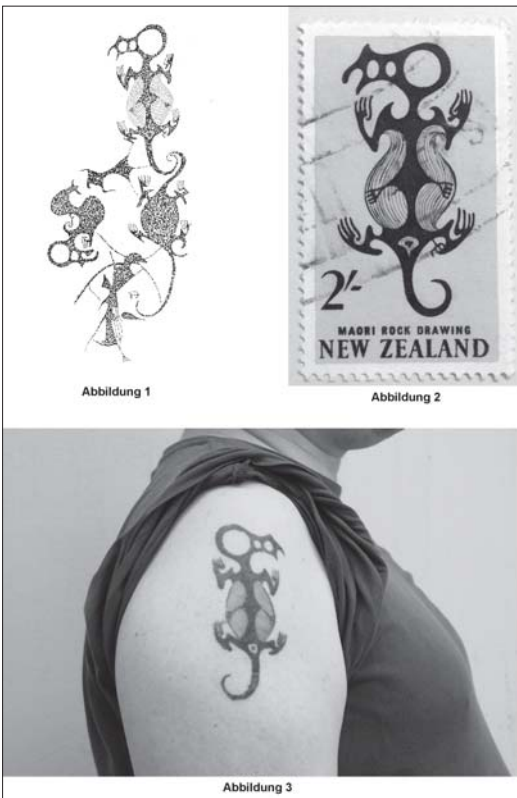 Abbildung 1
2/-
MAORI ROCK DRAWING
NEW ZEALAND
Abbildung 2
Abbildung 3